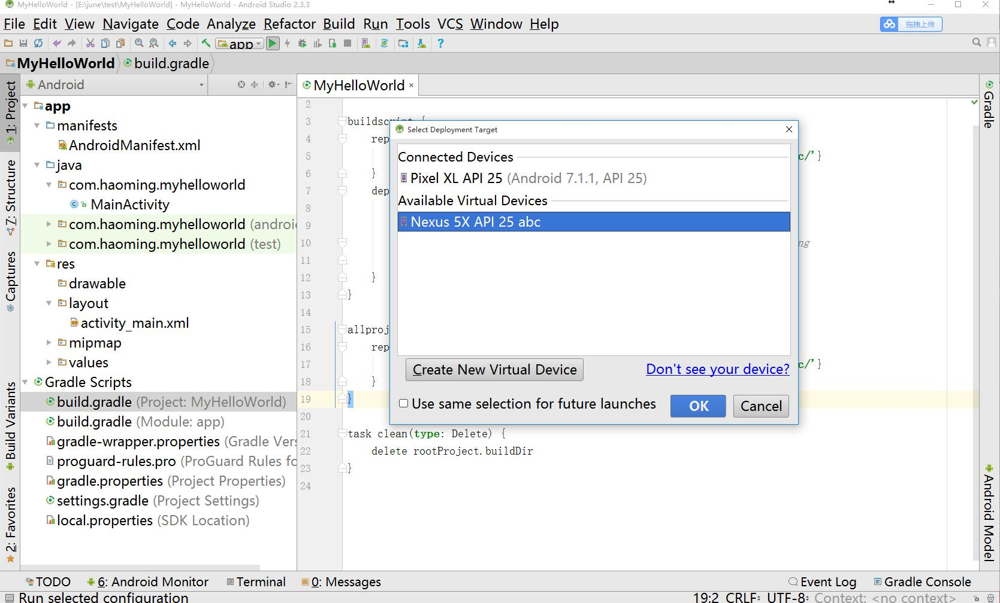 MyHelloWorld - [E:\june\test\MyHelloWorld] - MyHelloWorld - Android Studio 2.3.3
File Edit View Navigate Code Analyze Refactor Build Run Tools VCS Window Help
拖拽上传
app
MyHelloWorld build.gradle
1: Project
7: Structure
Captures
Build Variants
2: Favorites
Android
app
manifests
AndroidManifest.xml
java
com.haoming.myhelloworld
MainActivity
com.haoming.myhelloworld (androi
com.haoming.myhelloworld (test)
res
drawable
layout
activity_main.xml
mipmap
values
Gradle Scripts
build.gradle (Project: MyHelloWorld)
build.gradle (Module: app)
gradle-wrapper.properties (Gradle Vers
proguard-rules.pro (ProGuard Rules fo
gradle.properties (Project Properties)
settings.gradle (Project Settings)
local.properties (SDK Location)
MyHelloWorld
2
3 buildscript {
4 rep
5 c/'}
6 }
7 dep
8
9
10 ng
11
12 }
13 }
14
15 allproj
16 rep
17 c/'}
18 }
19 }
20
21 task clean(type: Delete) {
22 delete rootProject.buildDir
23 }
24
Select Deployment Target
Connected Devices
Pixel XL API 25 (Android 7.1.1, API 25)
Available Virtual Devices
Nexus 5X API 25 abc
Create New Virtual Device Don't see your device?
Use same selection for future launches OK Cancel
Gradle
Android Model
TODO 6: Android Monitor Terminal 0: Messages Event Log Gradle Console
Run selected configuration 19:2 CRLF: UTF-8: Context: <no context>